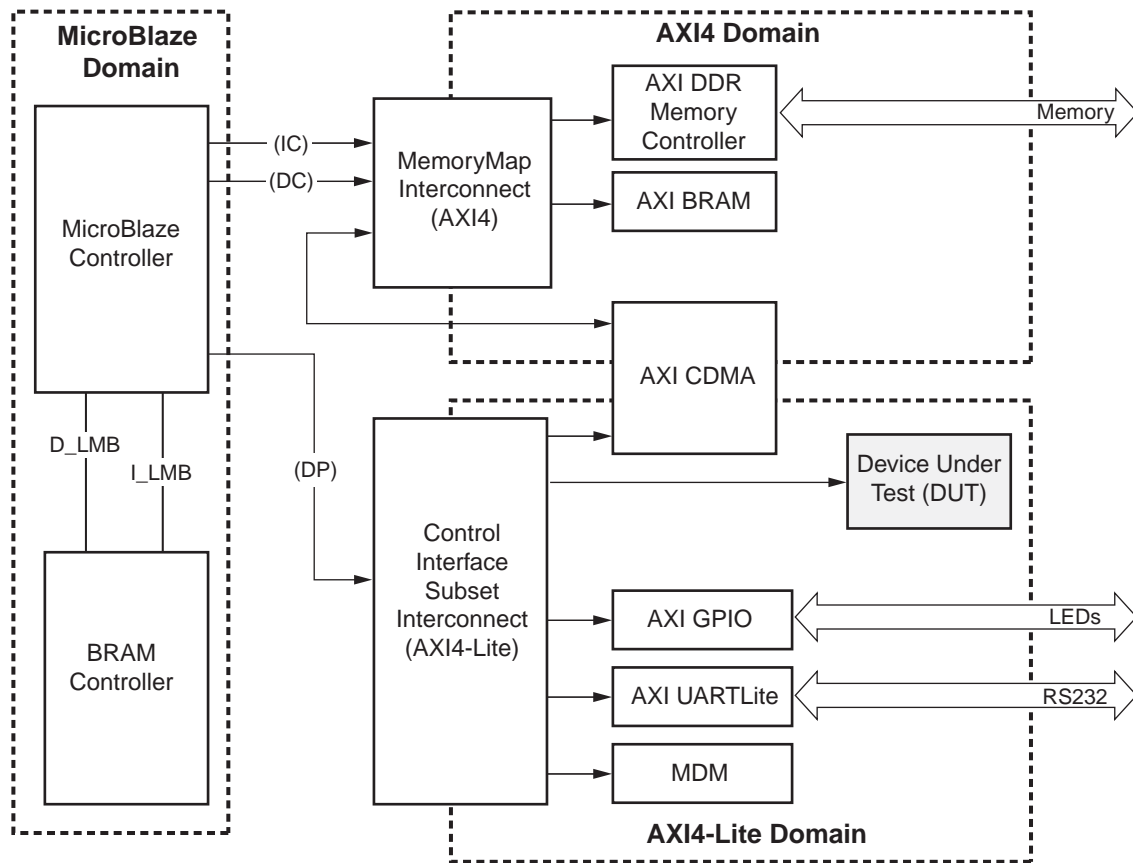 MicroBlaze
Domain
MicroBlaze
Controller
D_LMB
I_LMB
BRAM
Controller
(IC)
(DC)
(DP)
AXI4 Domain
MemoryMap
Interconnect
(AXI4)
AXI DDR
Memory
Controller
Memory
AXI BRAM
AXI CDMA
Control
Interface
Subset
Interconnect
(AXI4-Lite)
Device Under
Test (DUT)
AXI GPIO
LEDs
AXI UARTLite
RS232
MDM
AXI4-Lite Domain